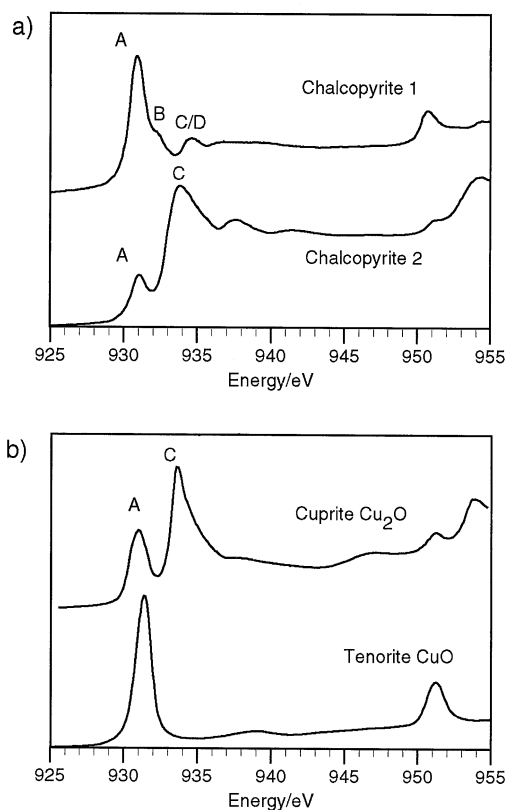 a)
A
B
C/D
Chalcopyrite 1
C
A
Chalcopyrite 2
925 930 935 940 945 950 955
Energy/eV
b)
C
A
Cuprite Cu₂O
Tenorite CuO
925 930 935 940 945 950 955
Energy/eV